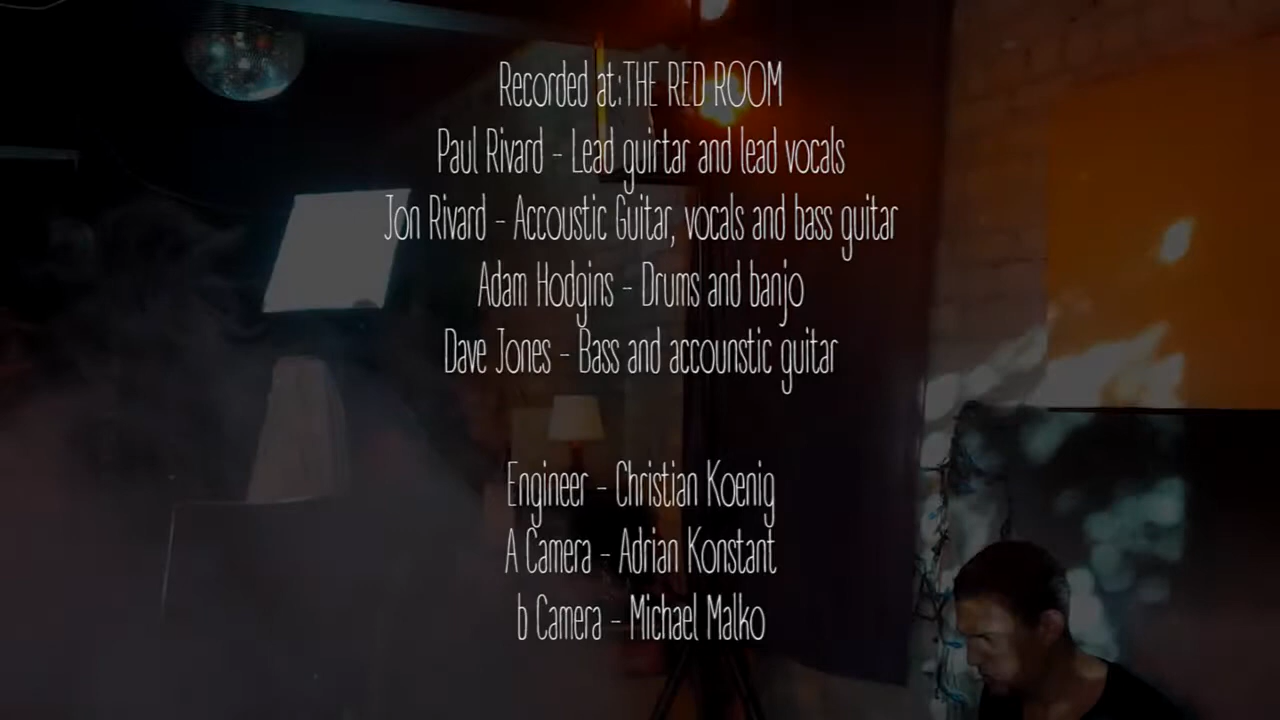 Recorded at:THE RED ROOM
Paul Rivard - Lead guirtar and lead vocals
Jon Rivard - Accoustic Guitar, vocals and bass guitar
Adam Hodgins - Drums and banjo
Dave Jones - Bass and accounstic guitar
Engineer - Christian Koenig
A Camera - Adrian Konstant
b Camera - Michael Malko